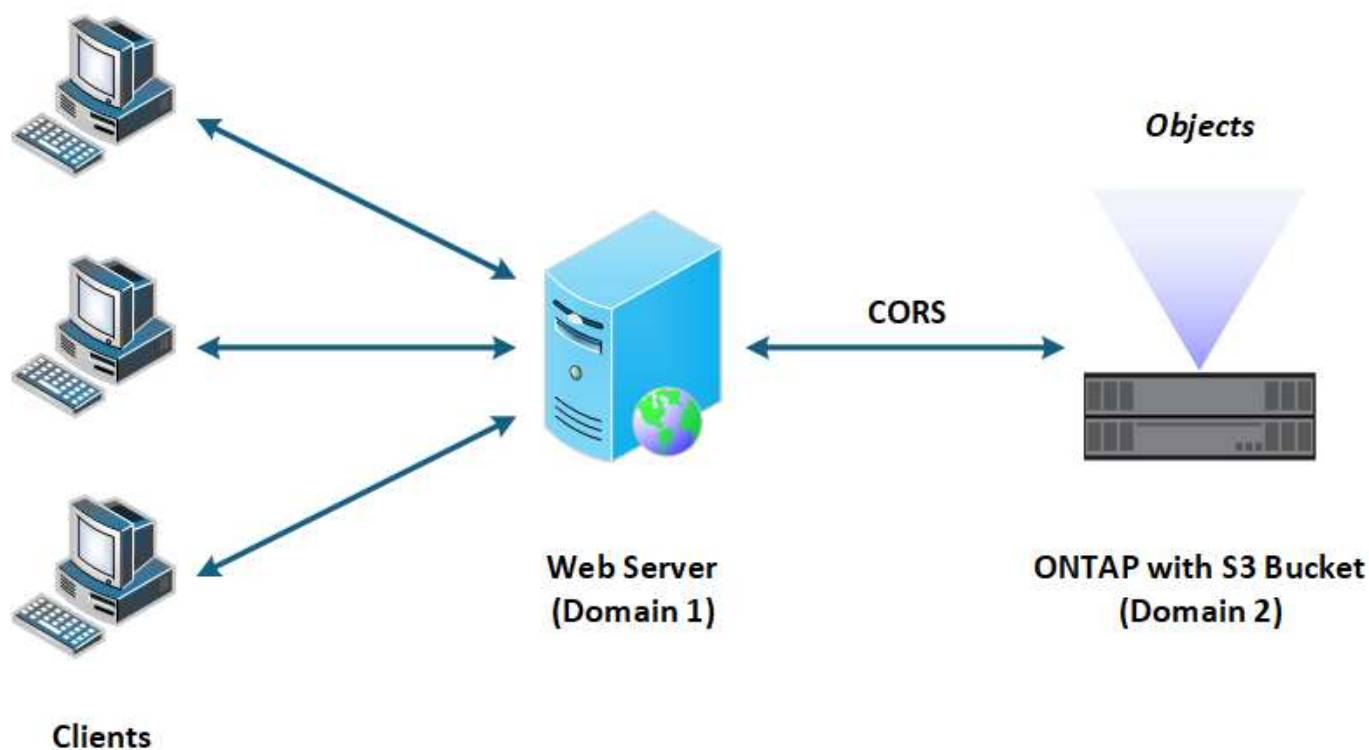 Objects
CORS
Web Server
(Domain 1)
ONTAP with S3 Bucket
(Domain 2)
Clients